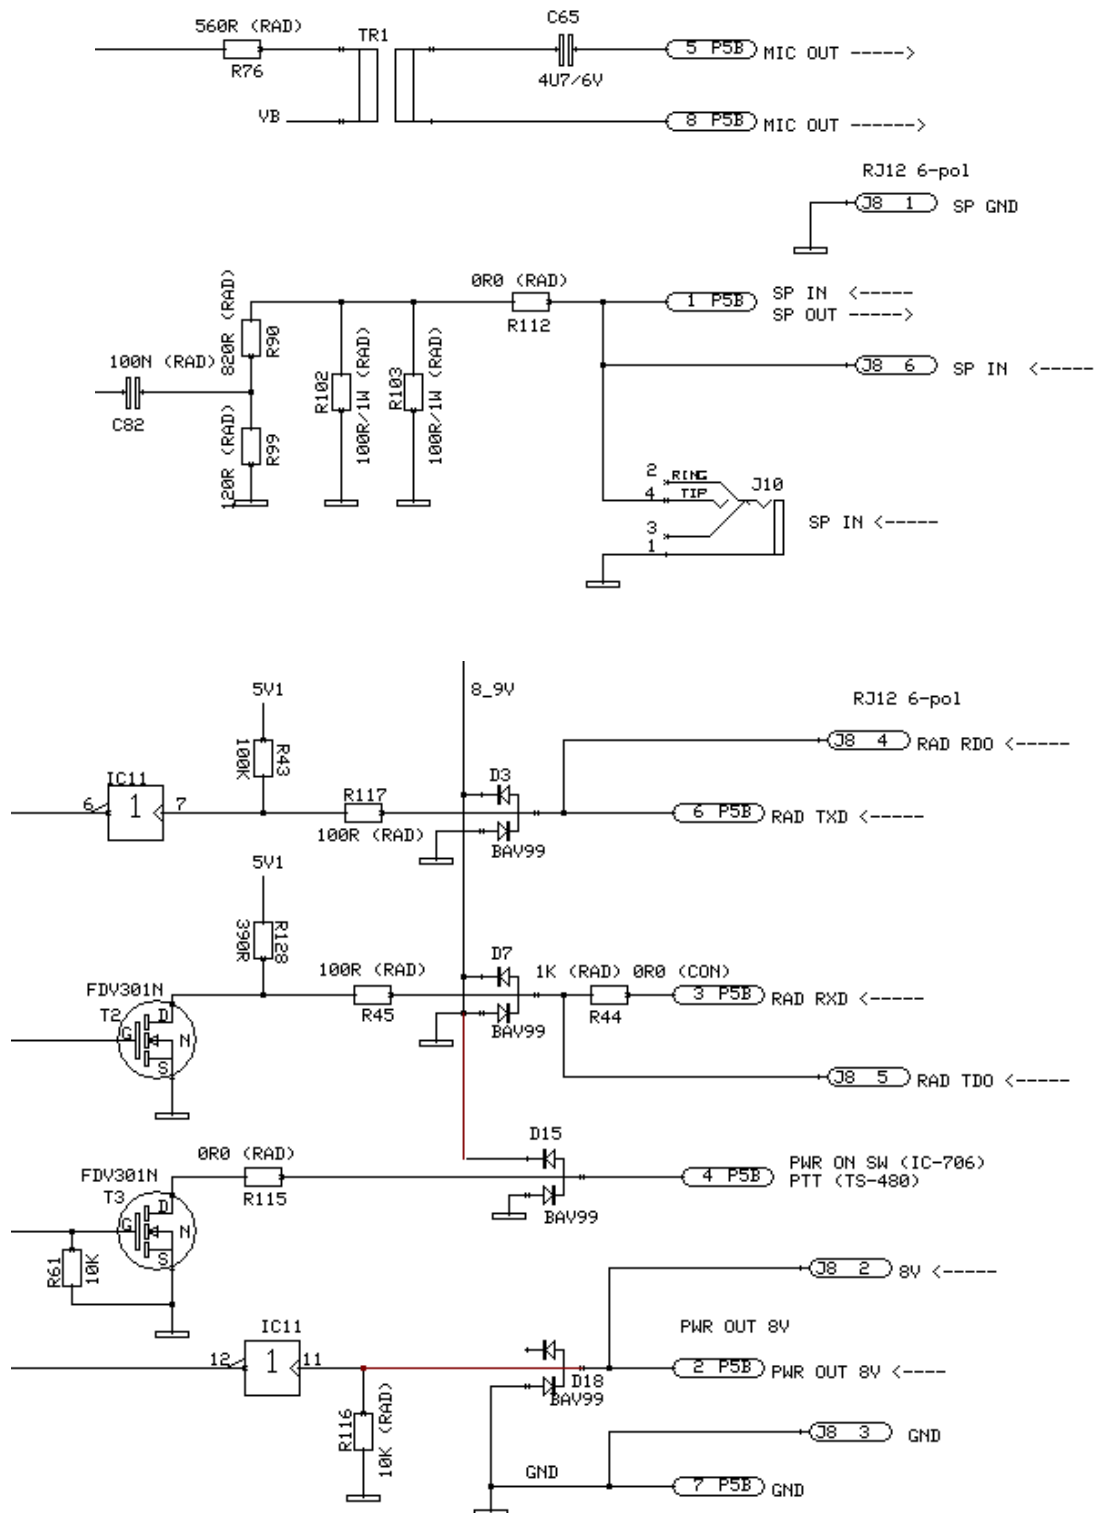 C65
560R (RAD)
TR1
R76
4U7/6V
5 P5B
MIC OUT ----->
VB
8 P5B
MIC OUT ------>
RJ12 6-pol
J8 1
SP GND
0R0 (RAD)
R112
1 P5B
SP IN <-----
SP OUT ----->
820R (RAD)
R90
100N (RAD)
C82
120R (RAD)
R99
R102
100R/1W (RAD)
R103
100R/1W (RAD)
J8 6
SP IN <-----
2 RING
4 TIP
J10
3
1
SP IN <-----
5V1
8_9V
RJ12 6-pol
R43
100K
J8 4
RAD RDO <-----
IC11
6
1
7
R117
100R (RAD)
D3
BAV99
6 P5B
RAD TXD <-----
5V1
R128
390R
FDV301N
T2
G
D
N
S
100R (RAD)
R45
D7
BAV99
1K (RAD) 0R0 (CON)
R44
3 P5B
RAD RXD <-----
J8 5
RAD TDO <-----
D15
0R0 (RAD)
FDV301N
T3
G
D
N
S
R115
BAV99
4 P5B
PWR ON SW (IC-706)
PTT (TS-480)
R61
10K
J8 2
8V <-----
IC11
12
1
11
PWR OUT 8V
D18
BAV99
2 P5B
PWR OUT 8V <----
R116
10K (RAD)
J8 3
GND
GND
7 P5B
GND